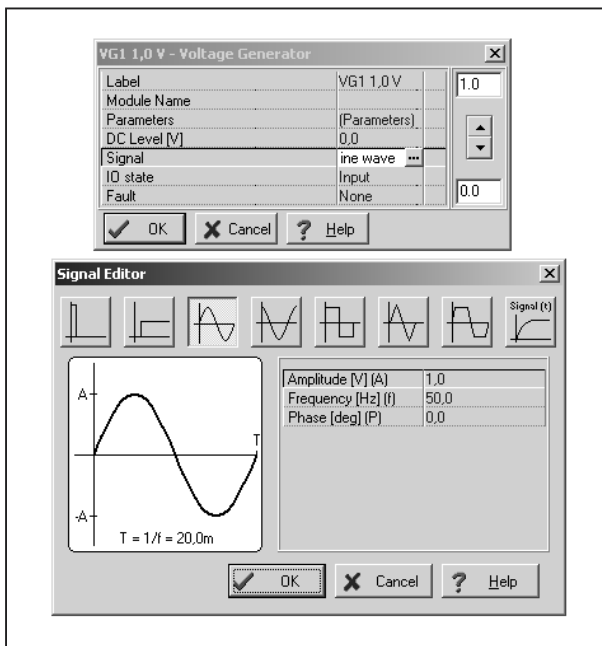 VG1 1,0 V - Voltage Generator
Label VG1 1,0 V 1.0
Module Name
Parameters (Parameters)
DC Level [V] 0,0
Signal ine wave ...
IO state Input
Fault None 0.0
OK Cancel ? Help
Signal Editor
Signal (t)
A
T
-A
T = 1/f = 20,0m
Amplitude [V] (A) 1,0
Frequency [Hz] (f) 50,0
Phase [deg] (P) 0,0
OK Cancel ? Help